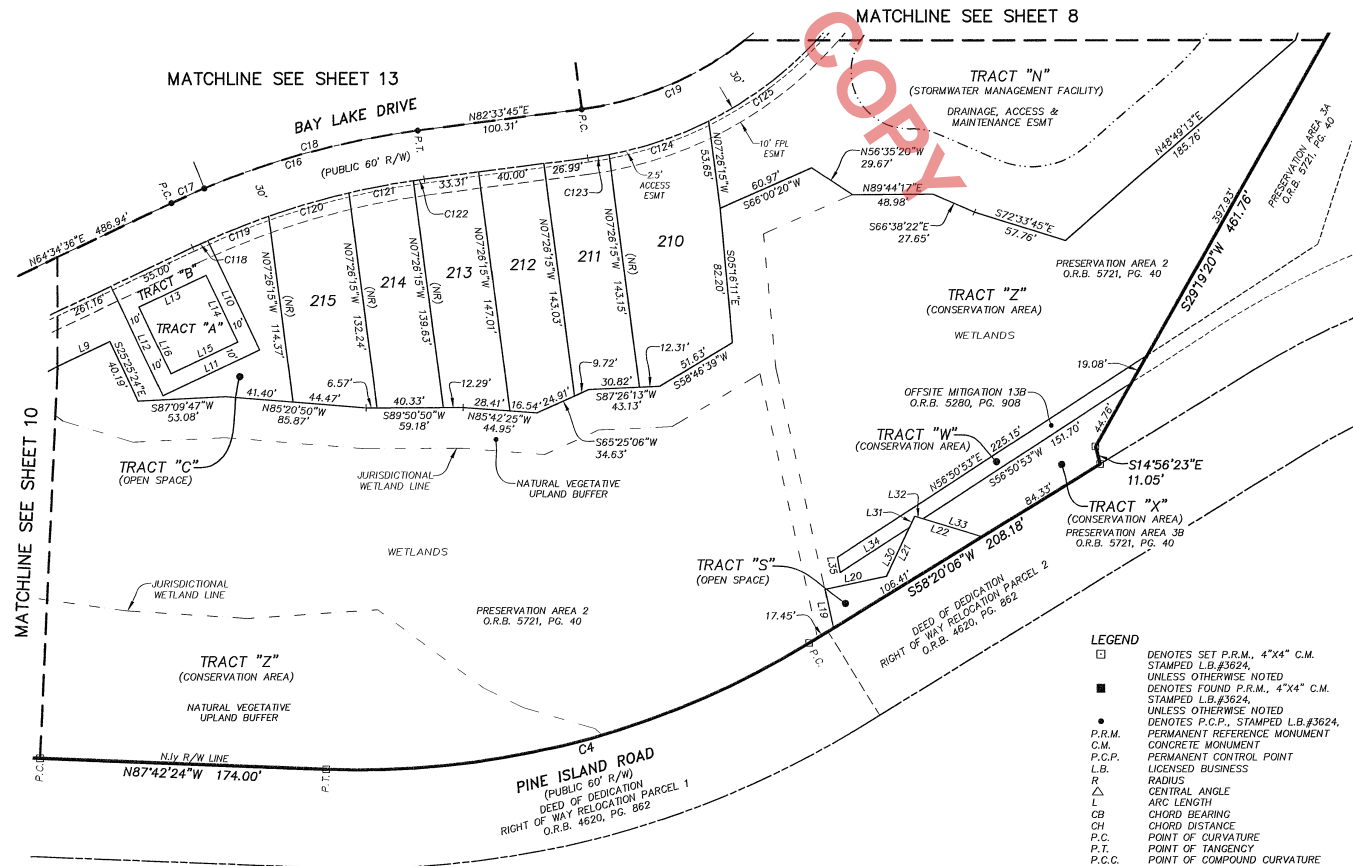 MATCHLINE SEE SHEET 8
MATCHLINE SEE SHEET 13
COPY
BAY LAKE DRIVE
(PUBLIC 60' R/W)
N82°33'45"E
100.31'
P.C.
P.T.
C19
C18
C16
C17
P.C.
30'
30'
N64°34'36"E 486.94'
C125
C124
10' FPL
ESMT
2.5'
ACCESS
ESMT
C123
C122
C121
C120
C119
C118
26.99'
40.00'
33.31'
55.00'
261.16'
TRACT "N"
(STORMWATER MANAGEMENT FACILITY)
DRAINAGE, ACCESS &
MAINTENANCE ESMT
N48°49'13"E
185.76'
PRESERVATION AREA 3A
O.R.B. 5721, PG. 40
397.93'
S29°19'20"W 461.76'
N56°35'20"W
29.67'
N89°44'17"E
48.98'
S66°38'22"E
27.65'
S72°33'45"E
57.76'
60.97'
S66°00'20"W
N07°26'15"W
53.65'
S05°16'11"E
82.20'
210
211
212
213
214
215
N07°26'15"W (NR)
143.15'
N07°26'15"W
143.03'
N07°26'15"W
147.01'
N07°26'15"W (NR)
139.63'
N07°26'15"W (NR)
132.24'
N07°26'15"W (NR)
114.37'
TRACT "B"
TRACT "A"
L13
L10
L14
L12
L16
L15
L11
L9
10'
10'
10'
10'
S25°25'24"E
40.19'
S87°09'47"W
53.08'
41.40'
44.47'
N85°20'50"W
85.87'
6.57'
40.33'
S89°50'50"W
59.18'
12.29'
28.41'
16.54'
N85°42'25"W
44.95'
24.91'
9.72'
S65°25'06"W
34.63'
30.82'
S87°26'13"W
43.13'
12.31'
51.63'
S58°46'39"W
TRACT "C"
(OPEN SPACE)
JURISDICTIONAL
WETLAND LINE
NATURAL VEGETATIVE
UPLAND BUFFER
WETLANDS
MATCHLINE SEE SHEET 10
PRESERVATION AREA 2
O.R.B. 5721, PG. 40
TRACT "Z"
(CONSERVATION AREA)
WETLANDS
19.08'
OFFSITE MITIGATION 13B
O.R.B. 5280, PG. 908
TRACT "W"
(CONSERVATION AREA)
N56°50'53"E 225.15'
S56°50'53"W 151.70'
44.76'
S14°56'23"E
11.05'
TRACT "X"
(CONSERVATION AREA)
PRESERVATION AREA 3B
O.R.B. 5721, PG. 40
84.33'
L32
L31
L33
L22
L34
L35
L30
L21
L20
L19
TRACT "S"
(OPEN SPACE)
106.41'
S58°20'06"W 208.18'
17.45'
P.C.
DEED OF DEDICATION
RIGHT OF WAY RELOCATION PARCEL 2
O.R.B. 4620, PG. 862
JURISDICTIONAL
WETLAND LINE
PRESERVATION AREA 2
O.R.B. 5721, PG. 40
TRACT "Z"
(CONSERVATION AREA)
NATURAL VEGETATIVE
UPLAND BUFFER
P.C.
N.ly R/W LINE
N87°42'24"W 174.00'
P.T.
C4
PINE ISLAND ROAD
(PUBLIC 60' R/W)
DEED OF DEDICATION
RIGHT OF WAY RELOCATION PARCEL 1
O.R.B. 4620, PG. 862
LEGEND
DENOTES SET P.R.M., 4"X4" C.M.
STAMPED L.B.#3624,
UNLESS OTHERWISE NOTED
DENOTES FOUND P.R.M., 4"X4" C.M.
STAMPED L.B.#3624,
UNLESS OTHERWISE NOTED
DENOTES P.C.P., STAMPED L.B.#3624,
P.R.M. PERMANENT REFERENCE MONUMENT
C.M. CONCRETE MONUMENT
P.C.P. PERMANENT CONTROL POINT
L.B. LICENSED BUSINESS
R RADIUS
△ CENTRAL ANGLE
L ARC LENGTH
CB CHORD BEARING
CH CHORD DISTANCE
P.C. POINT OF CURVATURE
P.T. POINT OF TANGENCY
P.C.C. POINT OF COMPOUND CURVATURE